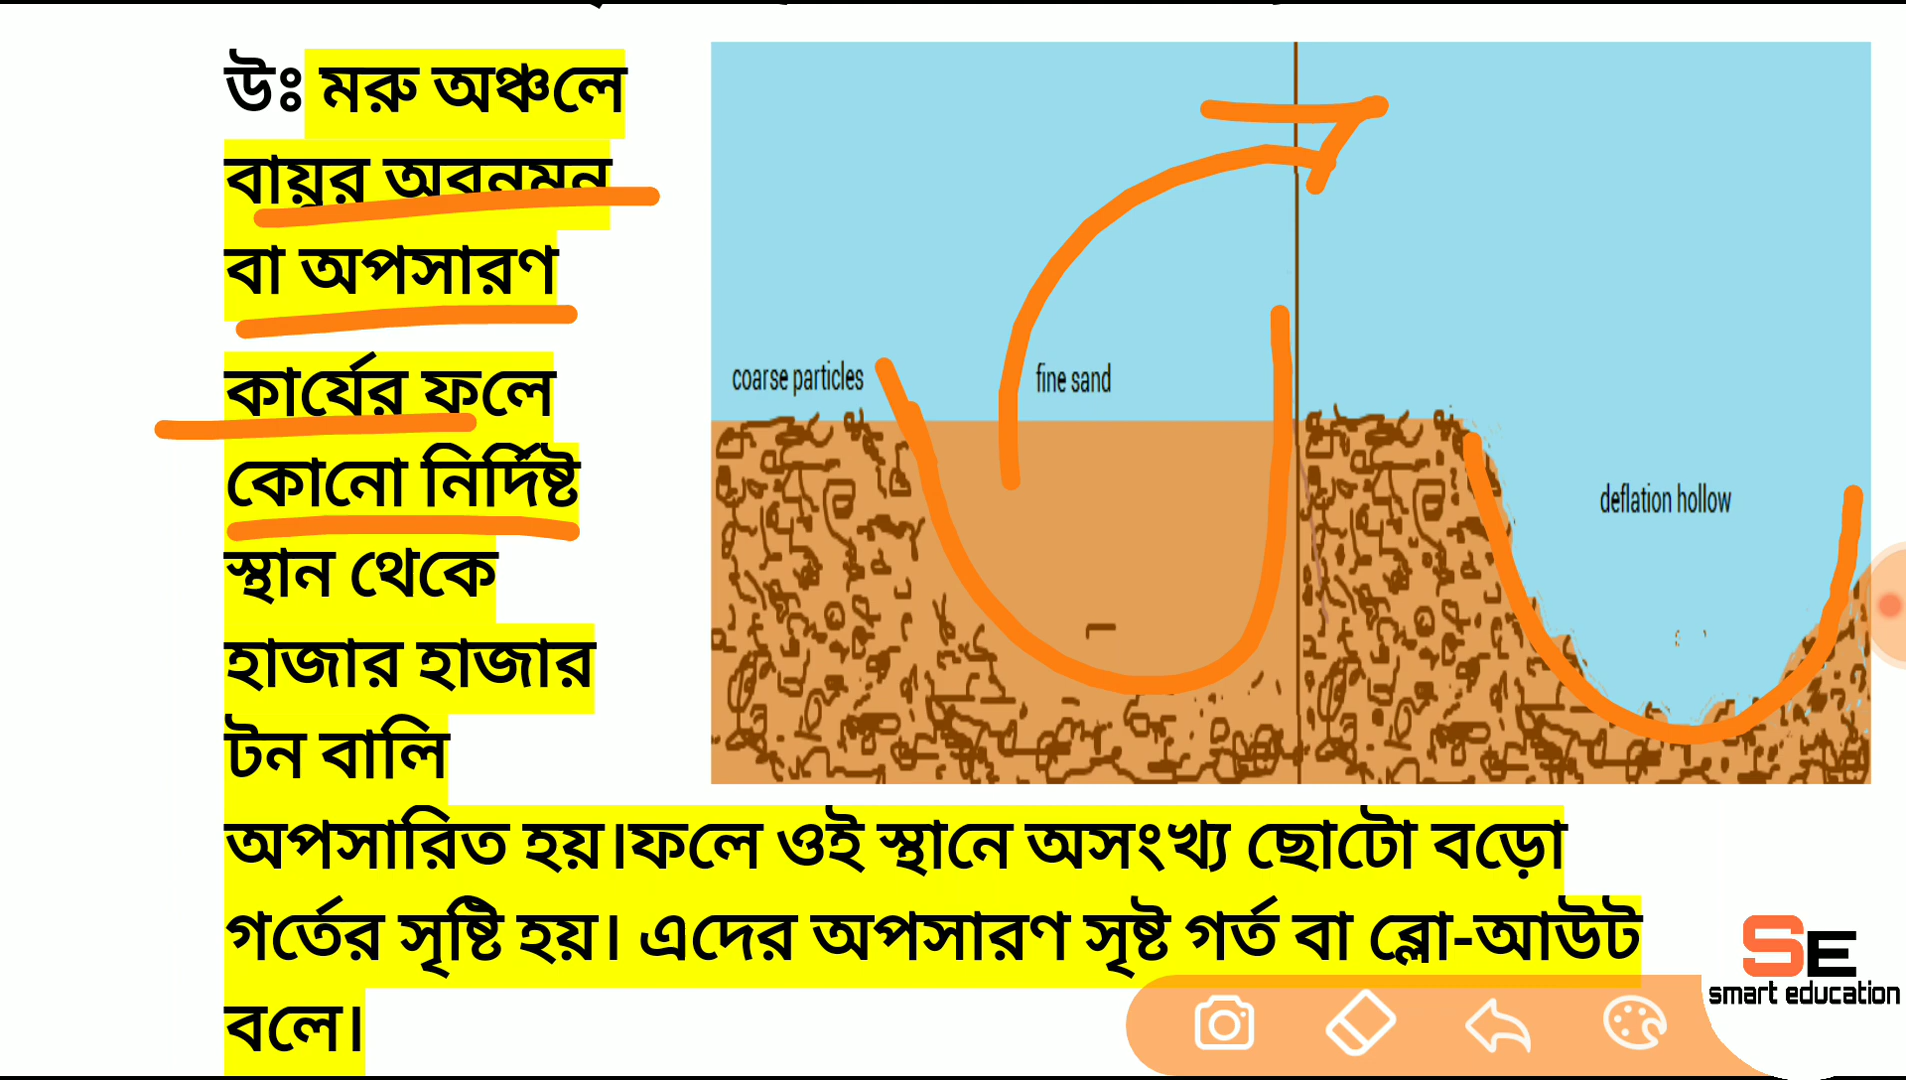 উঃ মরু অঞ্চলে
বায়ুর অবনমন
বা অপসারণ
কার্যের ফলে
কোনো নির্দিষ্ট
স্থান থেকে
হাজার হাজার
টন বালি
অপসারিত হয়।ফলে ওই স্থানে অসংখ্য ছোটো বড়ো
গর্তের সৃষ্টি হয়। এদের অপসারণ সৃষ্ট গর্ত বা ব্লো-আউট
বলে।
coarse particles
fine sand
deflation hollow
SE
smart education